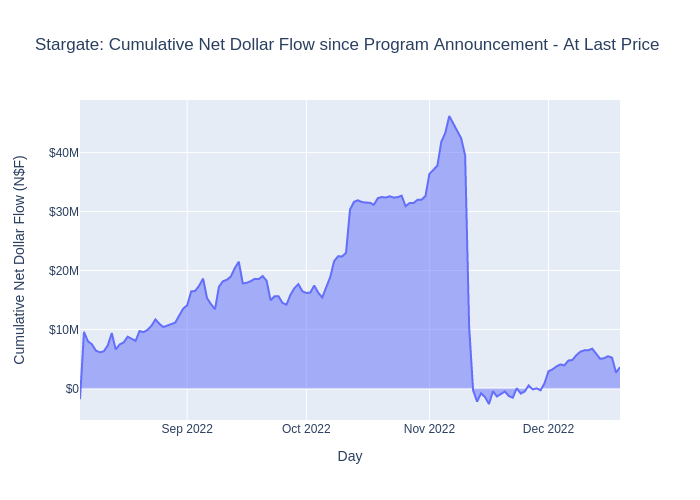 Stargate: Cumulative Net Dollar Flow since Program Announcement - At Last Price
Cumulative Net Dollar Flow (N$F)
$40M
$30M
$20M
$10M
$0
Sep 2022
Oct 2022
Nov 2022
Dec 2022
Day